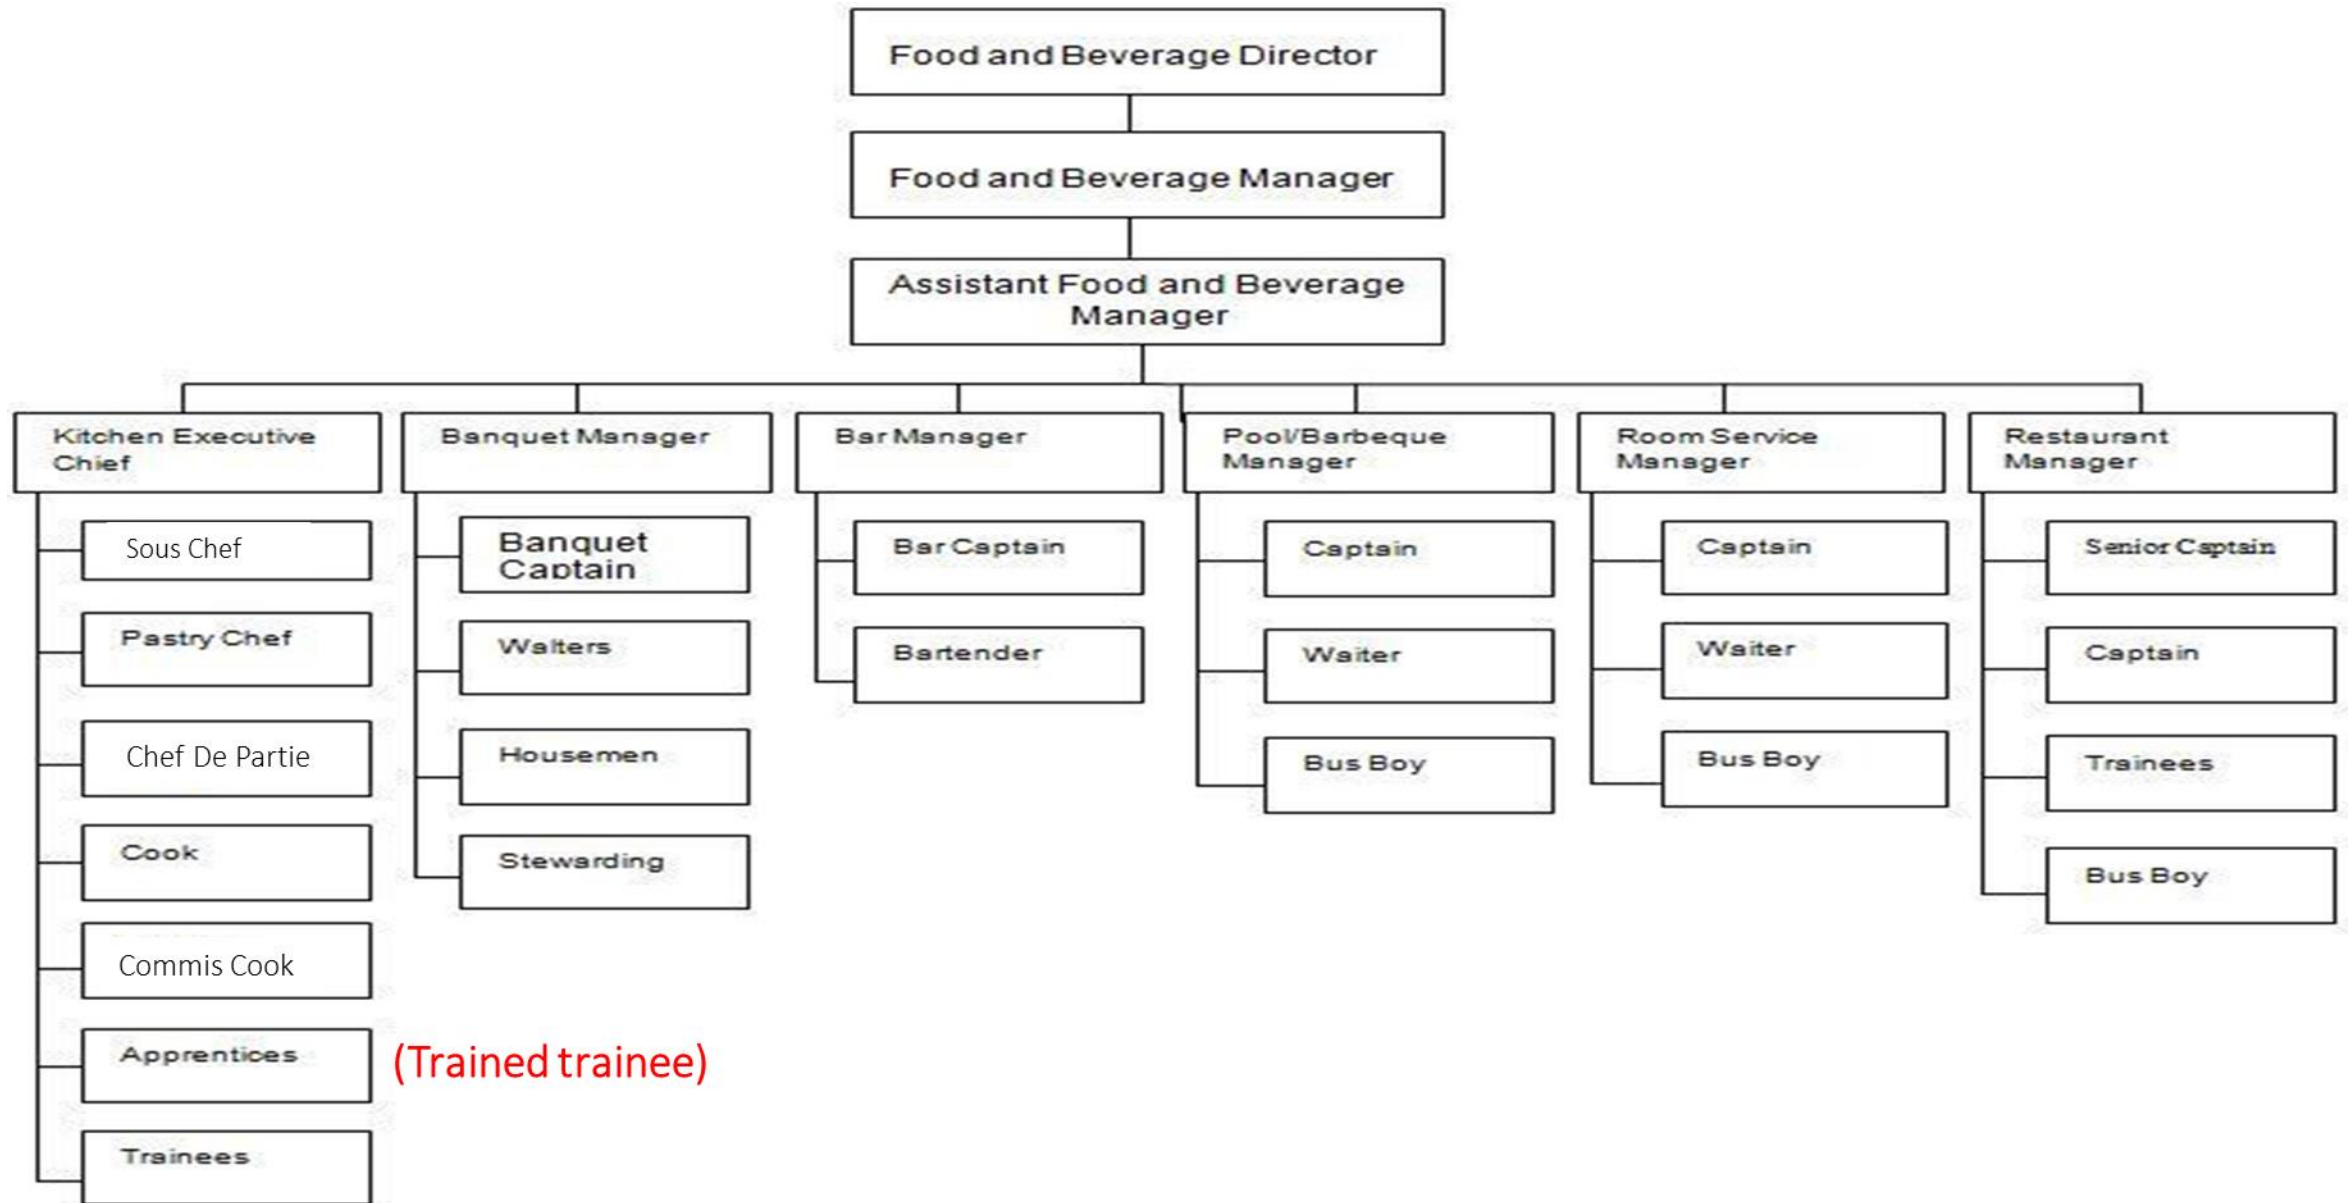 Food and Beverage Director
Food and Beverage Manager
Assistant Food and Beverage
Manager
Kitchen Executive
Chief
Sous Chef
Pastry Chef
Chef De Partie
Cook
Commis Cook
Apprentices
(Trained trainee)
Trainees
Banquet Manager
Banquet
Captain
Waiters
Housemen
Stewarding
Bar Manager
Bar Captain
Bartender
Pool/Barbeque
Manager
Captain
Waiter
Bus Boy
Room Service
Manager
Captain
Waiter
Bus Boy
Restaurant
Manager
Senior Captain
Captain
Trainees
Bus Boy